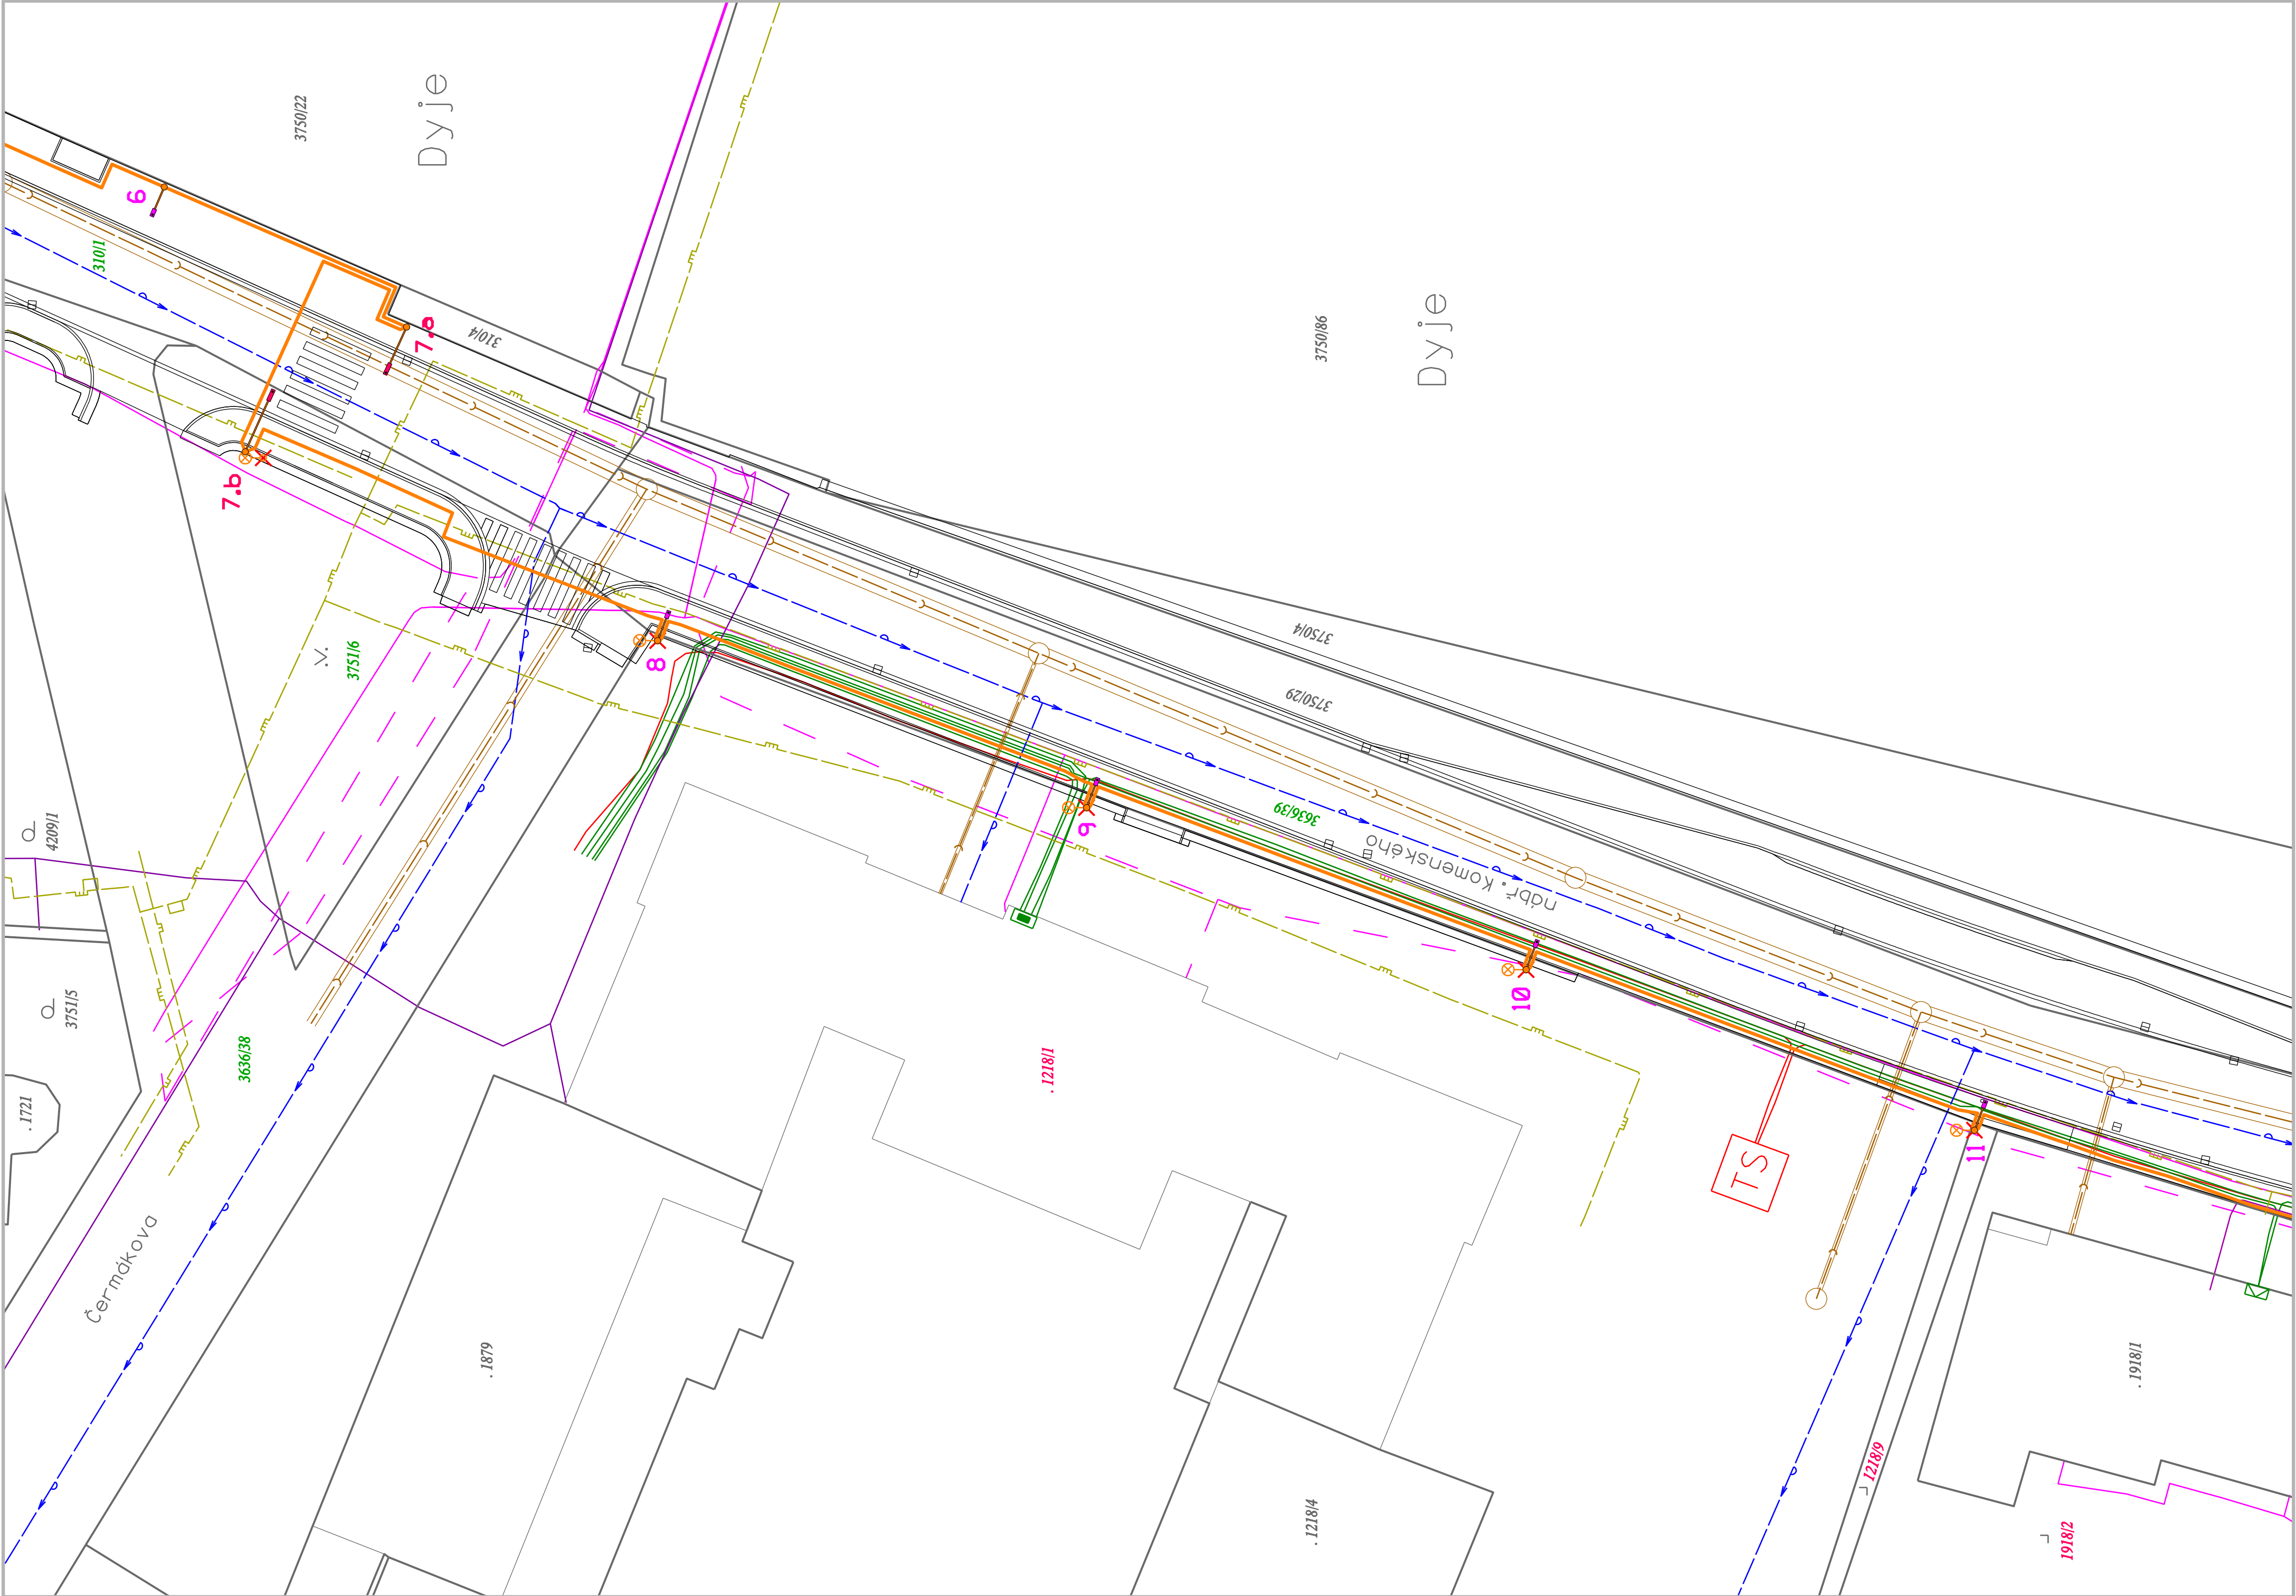 3750/22
Dyje
6
310/1
7.a
310/4
3750/86
Dyje
7.b
8
3750/4
.v.
3751/6
3750/29
9
3636/39
nábř. Komenského
4209/1
10
3751/5
3636/38
. 1218/1
. 1721
TS
11
Čermákova
. 1879
. 1918/1
1218/9
. 1218/4
1918/2